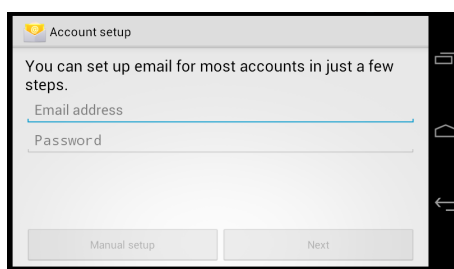 Account setup
You can set up email for most accounts in just a few
steps.
Email address
Password
Manual setup
Next